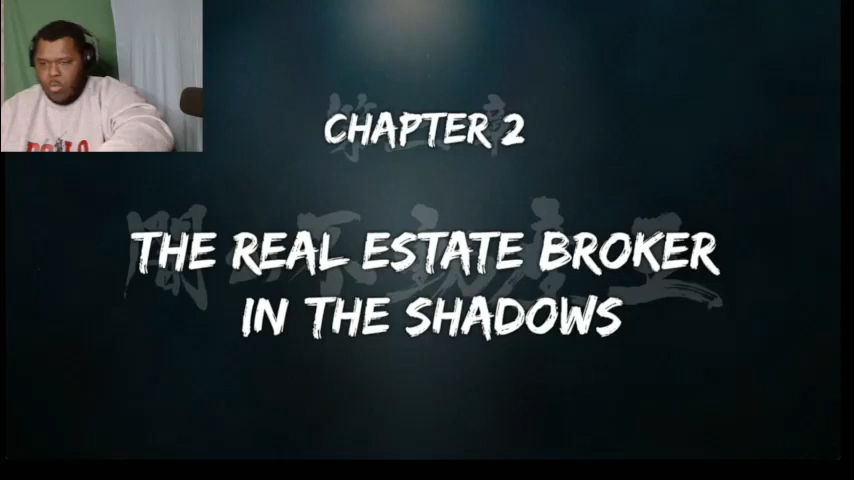 CHAPTER 2
THE REAL ESTATE BROKER
IN THE SHADOWS